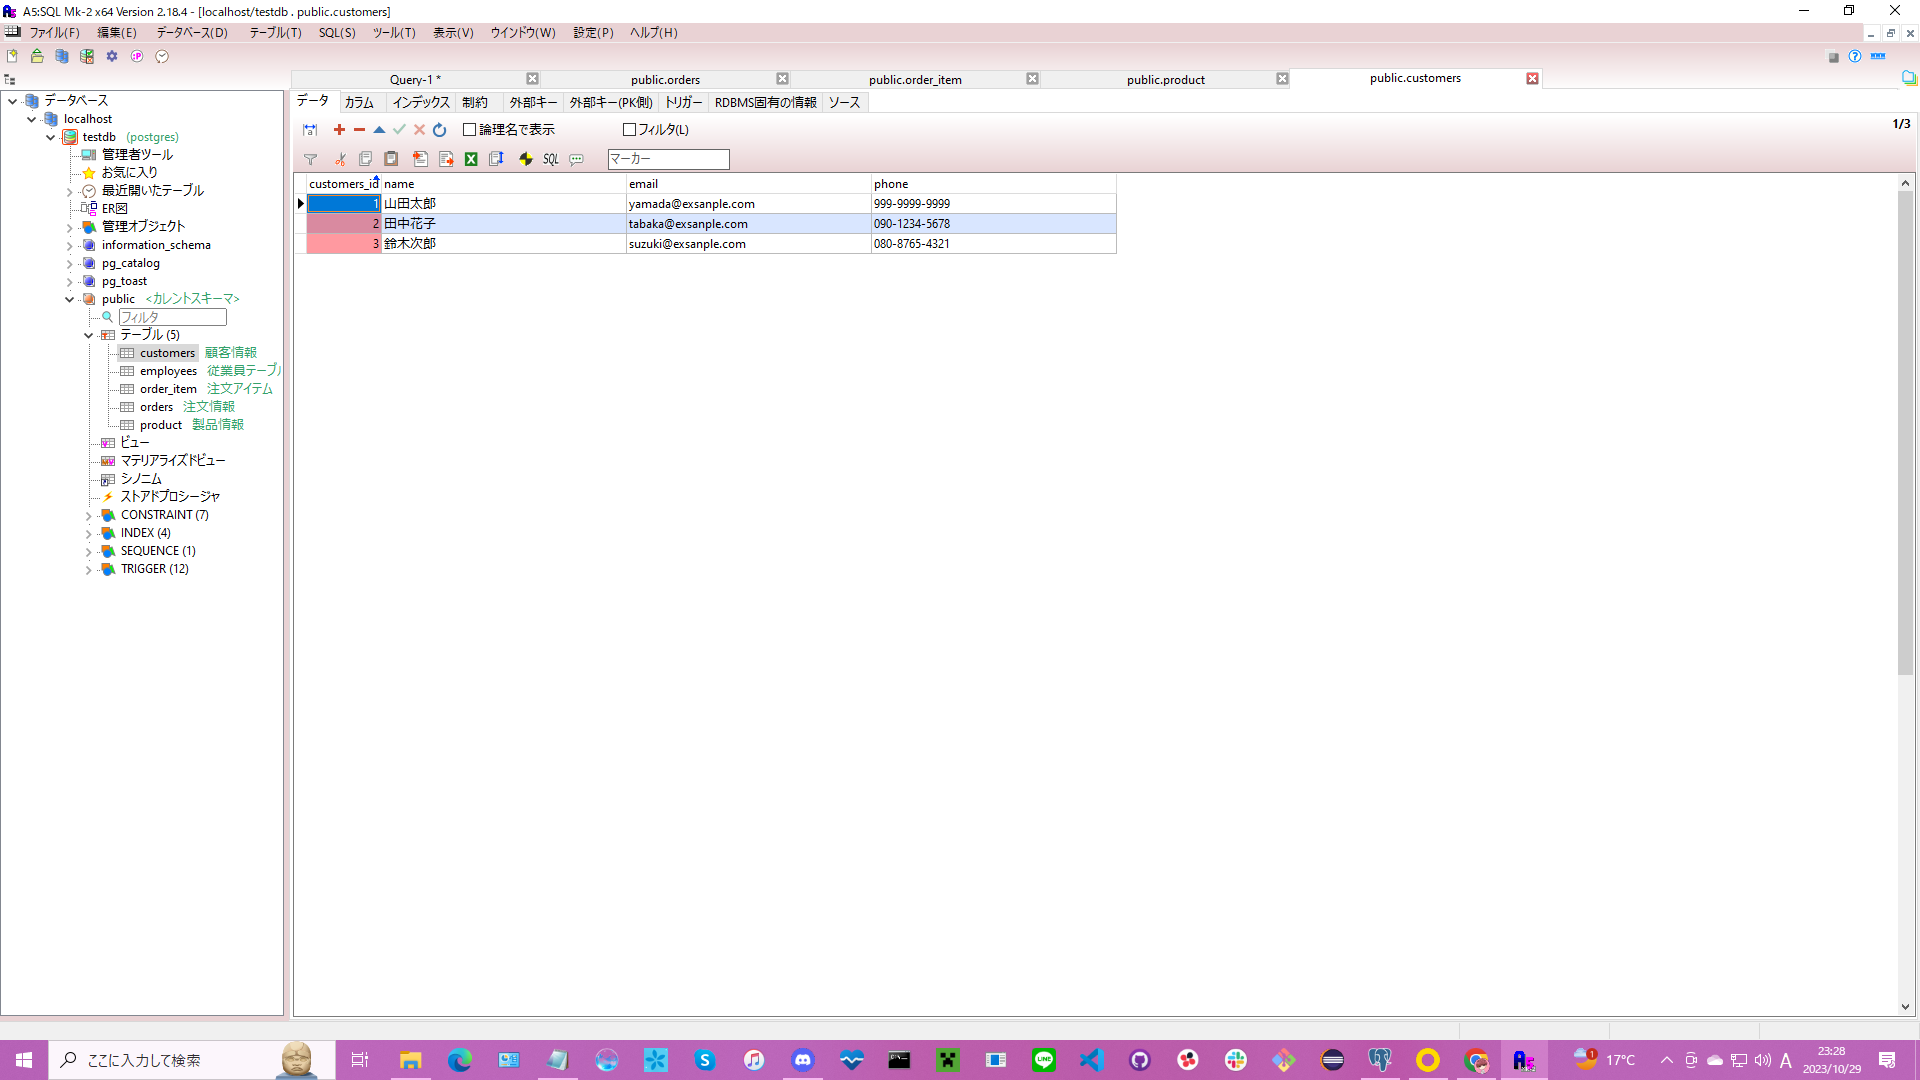 A5:SQL Mk-2 x64 Version 2.18.4 - [localhost/testdb . public.customers]
ファイル(F) 編集(E) データベース(D) テーブル(T) SQL(S) ツール(T) 表示(V) ウインドウ(W) 設定(P) ヘルプ(H)
Query-1 * public.orders public.order_item public.product public.customers
データ カラム インデックス 制約 外部キー 外部キー(PK側) トリガー RDBMS固有の情報 ソース
論理名で表示 フィルタ(L) 1/3
SQL マーカー
customers_id name email phone
1 山田太郎 yamada@exsanple.com 999-9999-9999
2 田中花子 tabaka@exsanple.com 090-1234-5678
3 鈴木次郎 suzuki@exsanple.com 080-8765-4321
データベース
localhost
testdb (postgres)
管理者ツール
お気に入り
最近開いたテーブル
ER図
管理オブジェクト
information_schema
pg_catalog
pg_toast
public <カレントスキーマ>
フィルタ
テーブル (5)
customers 顧客情報
employees 従業員テーブル
order_item 注文アイテム
orders 注文情報
product 製品情報
ビュー
マテリアライズドビュー
シノニム
ストアドプロシージャ
CONSTRAINT (7)
INDEX (4)
SEQUENCE (1)
TRIGGER (12)
ここに入力して検索
LINE
1 17°C A 23:28
2023/10/29